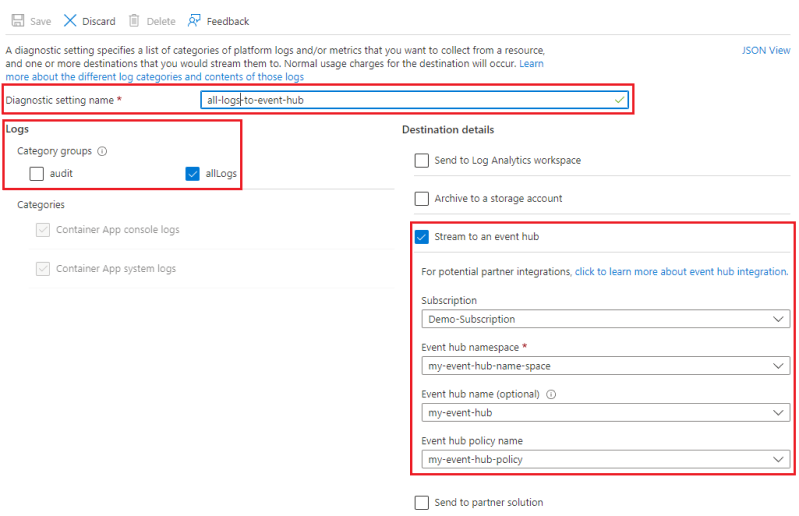 Save Discard Delete Feedback
A diagnostic setting specifies a list of categories of platform logs and/or metrics that you want to collect from a resource,
and one or more destinations that you would stream them to. Normal usage charges for the destination will occur. Learn
more about the different log categories and contents of those logs
JSON View
Diagnostic setting name *
all-logs-to-event-hub
Logs
Category groups
audit
allLogs
Categories
Container App console logs
Container App system logs
Destination details
Send to Log Analytics workspace
Archive to a storage account
Stream to an event hub
For potential partner integrations, click to learn more about event hub integration.
Subscription
Demo-Subscription
Event hub namespace *
my-event-hub-name-space
Event hub name (optional)
my-event-hub
Event hub policy name
my-event-hub-policy
Send to partner solution